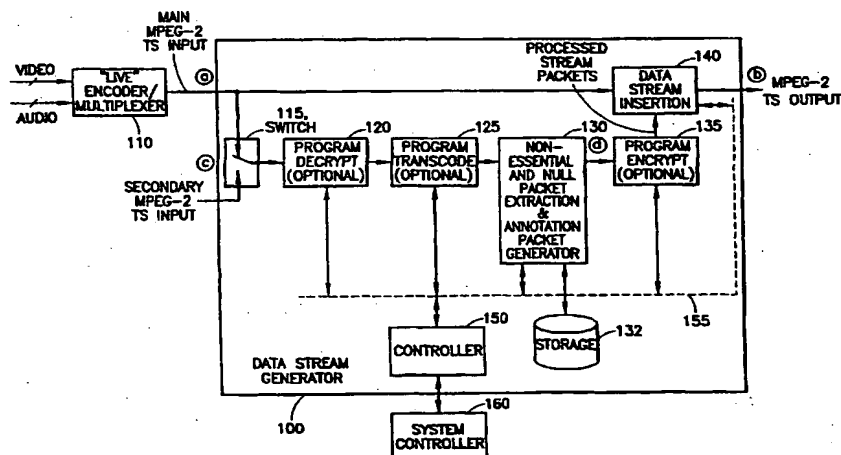 MAIN
MPEG-2
TS INPUT
VIDEO
AUDIO
"LIVE"
ENCODER/
MULTIPLEXER
110
ⓐ
PROCESSED
STREAM
PACKETS
140
DATA
STREAM
INSERTION
ⓑ
MPEG-2
TS OUTPUT
115,
SWITCH
ⓒ
SECONDARY
MPEG-2
TS INPUT
120
PROGRAM
DECRYPT
(OPTIONAL)
125
PROGRAM
TRANSCODE
(OPTIONAL)
130
NON-
ESSENTIAL
AND NULL
PACKET
EXTRACTION
&
ANNOTATION
PACKET
GENERATOR
ⓓ
135
PROGRAM
ENCRYPT
(OPTIONAL)
155
150
CONTROLLER
STORAGE
132
DATA STREAM
GENERATOR
100
160
SYSTEM
CONTROLLER